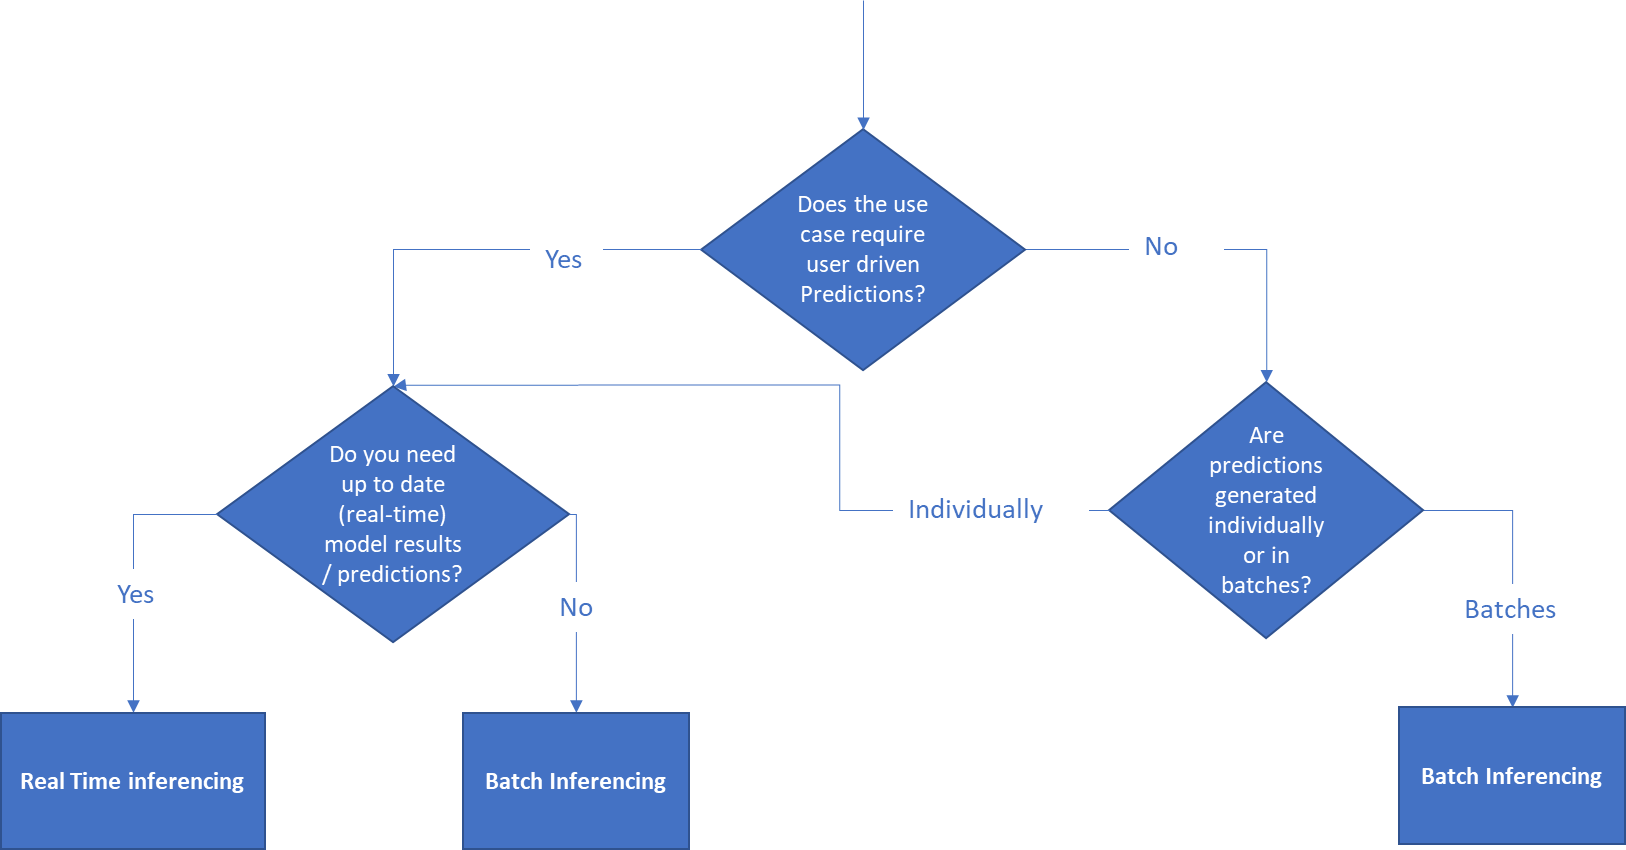 Does the use
case require
user driven
Predictions?
Yes
No
Do you need
up to date
(real-time)
model results
/ predictions?
Individually
Are
predictions
generated
individually
or in
batches?
Yes
No
Batches
Real Time inferencing
Batch Inferencing
Batch Inferencing